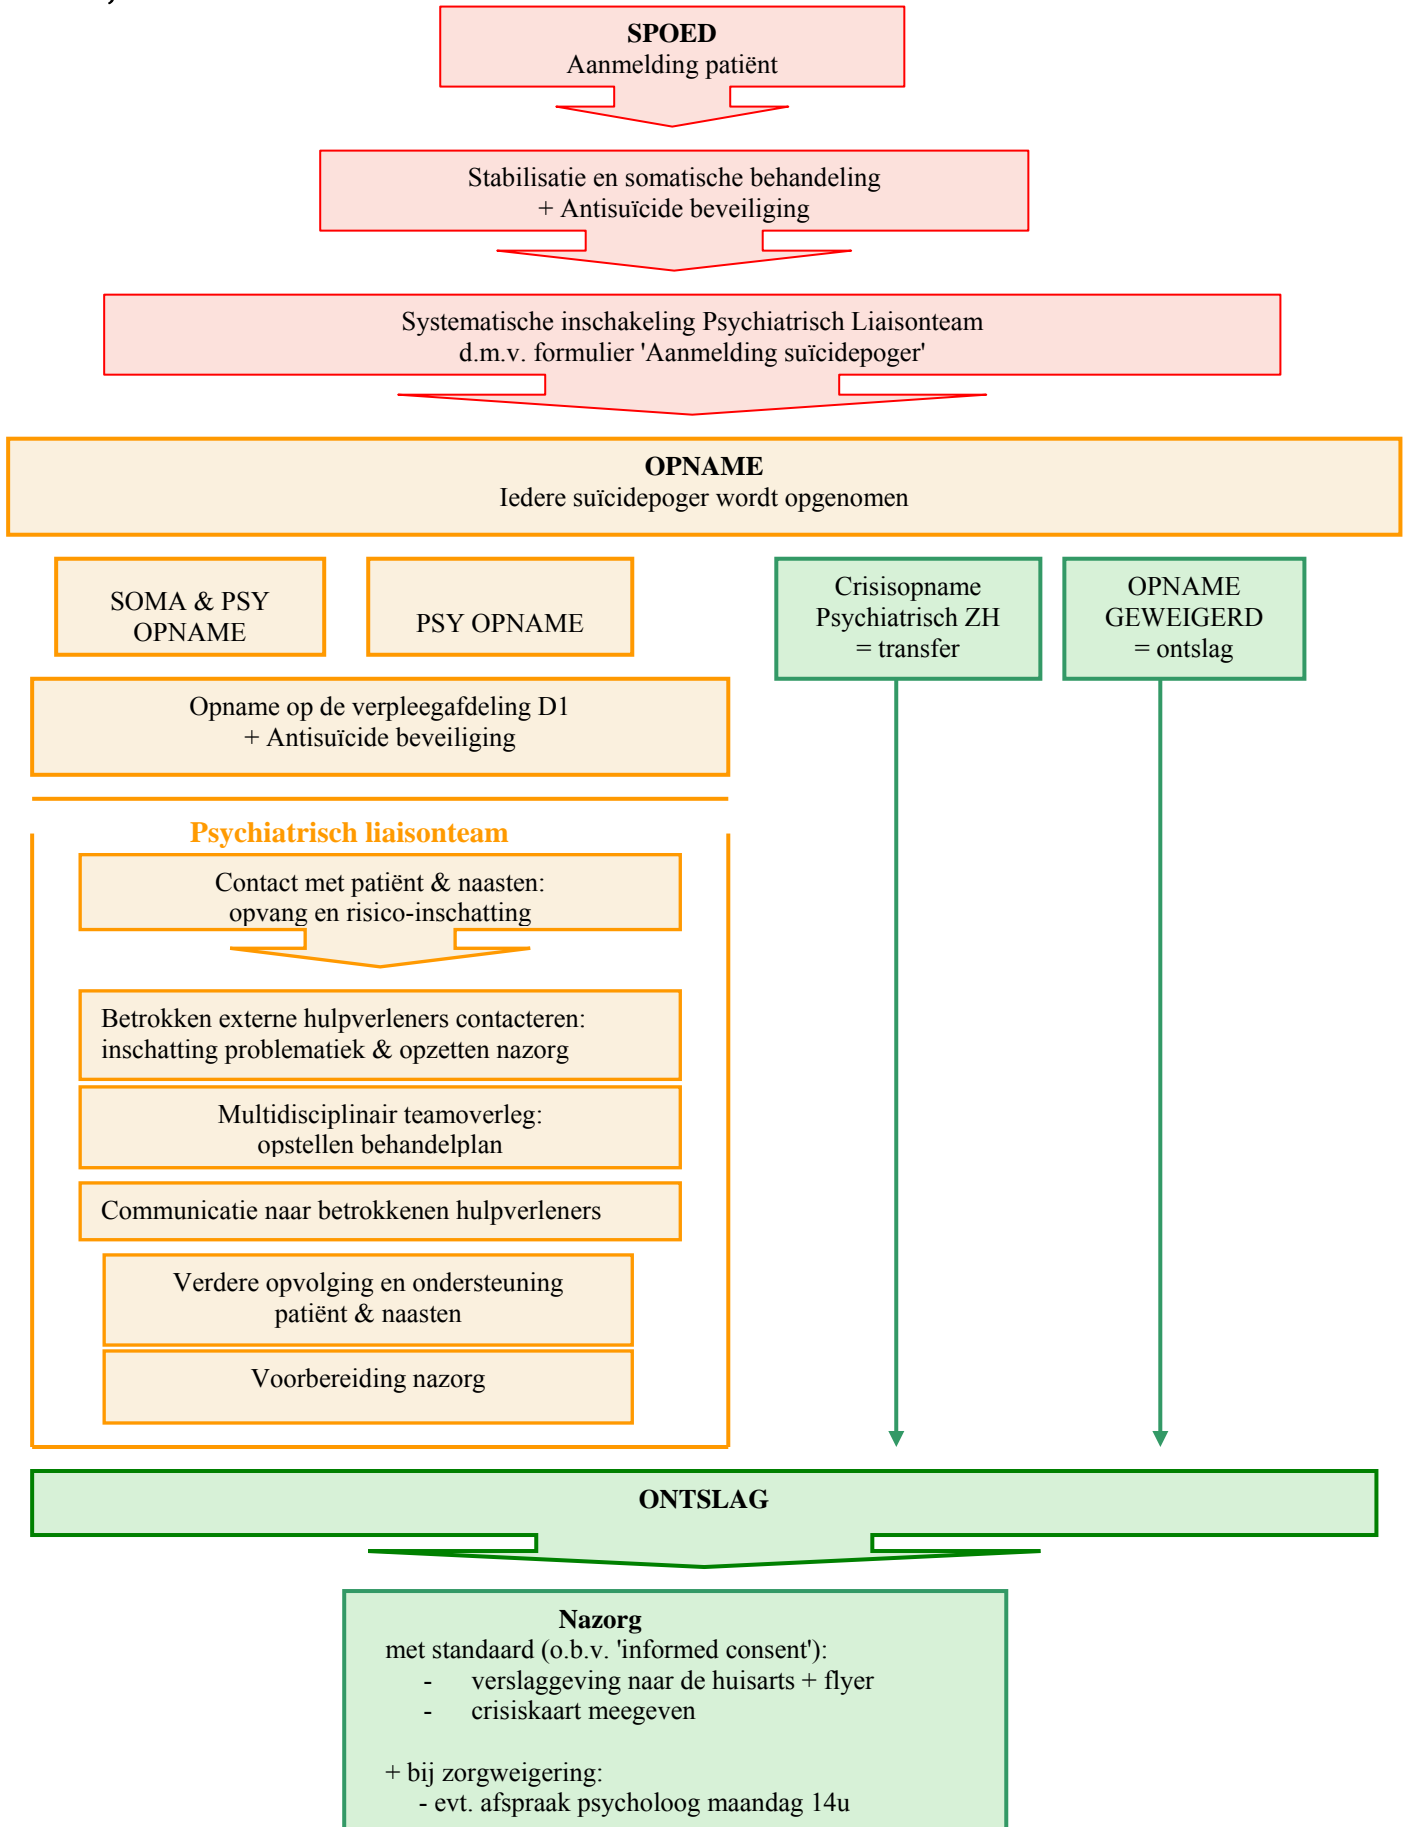 SPOED
Aanmelding patiënt
Stabilisatie en somatische behandeling
+ Antisuïcide beveiliging
Systematische inschakeling Psychiatrisch Liaisonteam
d.m.v. formulier 'Aanmelding suïcidepoger'
OPNAME
Iedere suïcidepoger wordt opgenomen
SOMA & PSY
OPNAME
PSY OPNAME
Crisisopname
Psychiatrisch ZH
= transfer
OPNAME
GEWEIGERD
= ontslag
Opname op de verpleegafdeling D1
+ Antisuïcide beveiliging
Psychiatrisch liaisonteam
Contact met patiënt & naasten:
opvang en risico-inschatting
Betrokken externe hulpverleners contacteren:
inschatting problematiek & opzetten nazorg
Multidisciplinair teamoverleg:
opstellen behandelplan
Communicatie naar betrokkenen hulpverleners
Verdere opvolging en ondersteuning
patiënt & naasten
Voorbereiding nazorg
ONTSLAG
Nazorg
met standaard (o.b.v. 'informed consent'):
- verslaggeving naar de huisarts + flyer
- crisiskaart meegeven
+ bij zorgweigering:
- evt. afspraak psycholoog maandag 14u